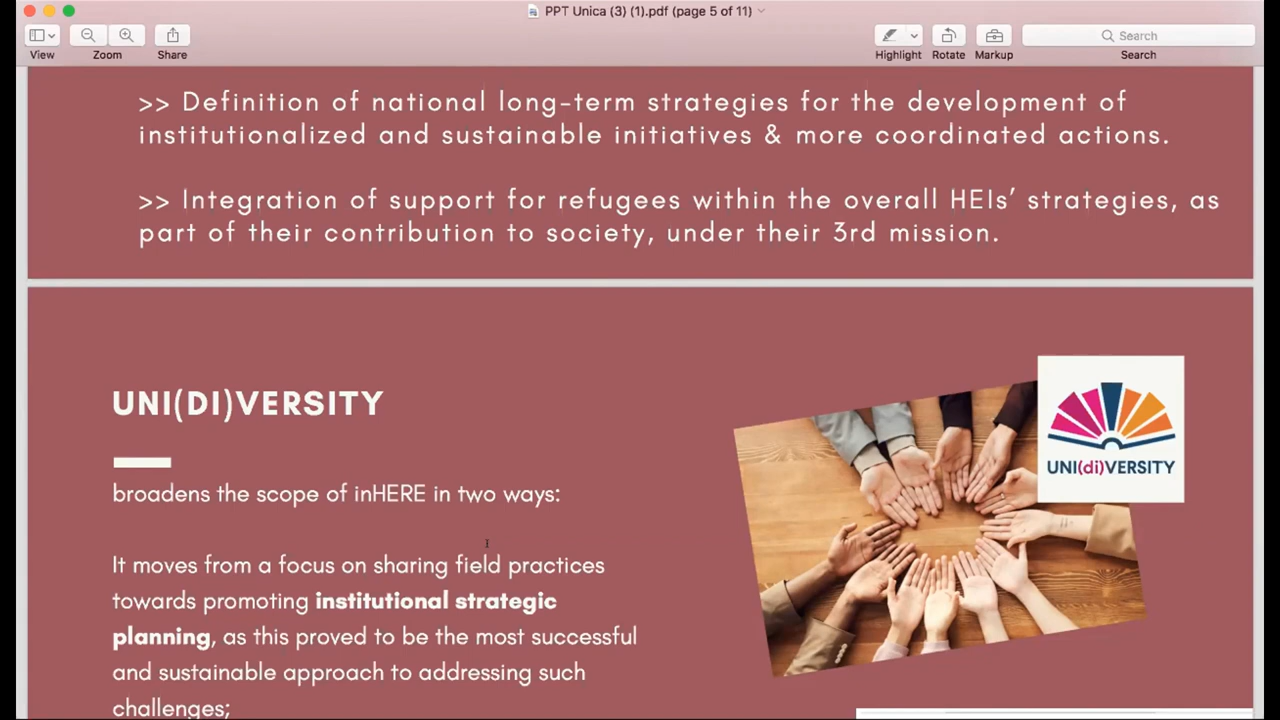 PPT Unica (3) (1).pdf (page 5 of 11)
View
Zoom
Share
Highlight
Rotate
Markup
Search
Search
>> Definition of national long-term strategies for the development of
institutionalized and sustainable initiatives & more coordinated actions.
>> Integration of support for refugees within the overall HEIs’ strategies, as
part of their contribution to society, under their 3rd mission.
UNI(DI)VERSITY
broadens the scope of inHERE in two ways:
It moves from a focus on sharing field practices
towards promoting institutional strategic
planning, as this proved to be the most successful
and sustainable approach to addressing such
challenges;
UNI(di)VERSITY